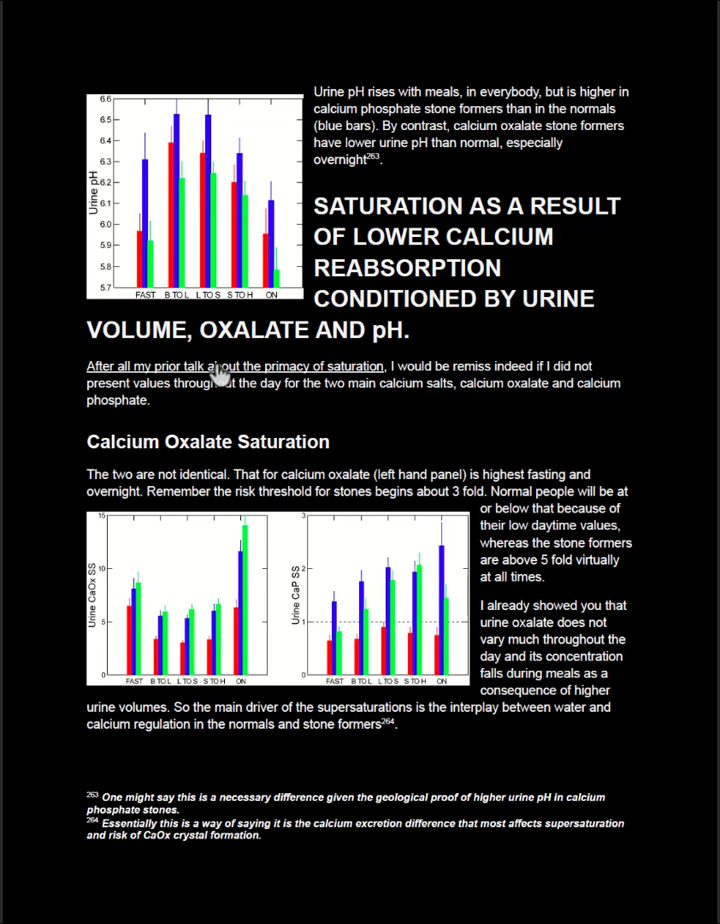 Urine pH rises with meals, in everybody, but is higher in
calcium phosphate stone formers than in the normals
(blue bars). By contrast, calcium oxalate stone formers
have lower urine pH than normal, especially
overnight263.
6.6
6.5
6.4
6.3
6.2
6.1
6.0
5.9
5.8
5.7
Urine pH
FAST B TO L L TO S S TO H ON
SATURATION AS A RESULT
OF LOWER CALCIUM
REABSORPTION
CONDITIONED BY URINE
VOLUME, OXALATE AND pH.
After all my prior talk about the primacy of saturation, I would be remiss indeed if I did not
present values throughout the day for the two main calcium salts, calcium oxalate and calcium
phosphate.
Calcium Oxalate Saturation
The two are not identical. That for calcium oxalate (left hand panel) is highest fasting and
overnight. Remember the risk threshold for stones begins about 3 fold. Normal people will be at
or below that because of
their low daytime values,
whereas the stone formers
are above 5 fold virtually
at all times.
15
10
5
0
Urine CaOx SS
FAST B TO L L TO S S TO H ON
3
2
1
0
Urine CaP SS
FAST B TO L L TO S S TO H ON
I already showed you that
urine oxalate does not
vary much throughout the
day and its concentration
falls during meals as a
consequence of higher
urine volumes. So the main driver of the supersaturations is the interplay between water and
calcium regulation in the normals and stone formers264.
263 One might say this is a necessary difference given the geological proof of higher urine pH in calcium
phosphate stones.
264 Essentially this is a way of saying it is the calcium excretion difference that most affects supersaturation
and risk of CaOx crystal formation.